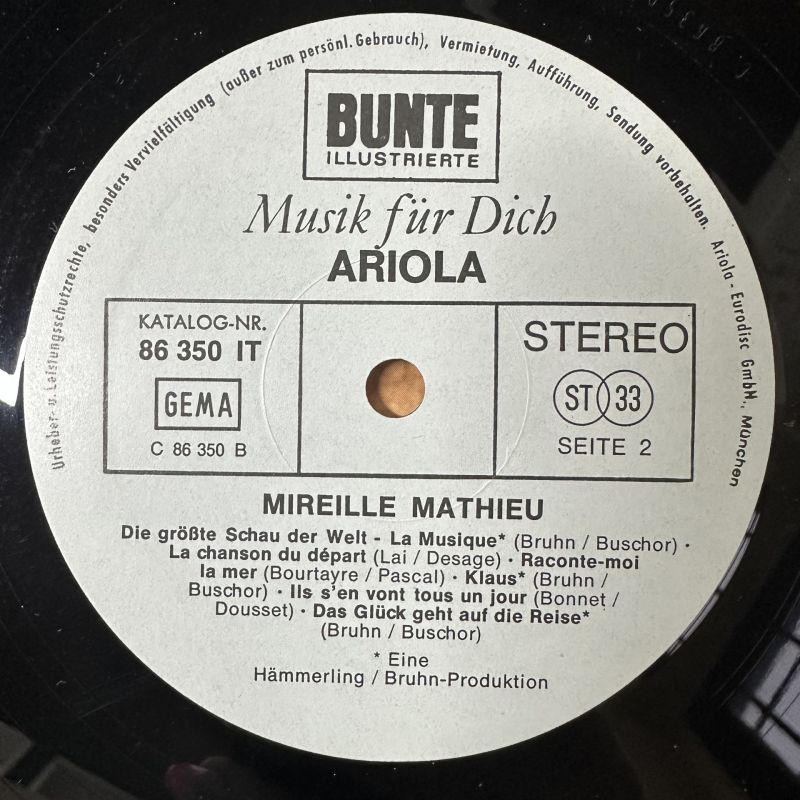 Urheber- u. Leistungsschutzrechte, besonders Vervielfältigung (außer zum persönl. Gebrauch), Vermietung, Aufführung, Sendung vorbehalten. Ariola - Eurodisc GmbH., München
BUNTE
ILLUSTRIERTE
Musik für Dich
ARIOLA
KATALOG-NR.
86 350 IT
GEMA
C 86 350 B
STEREO
ST 33
SEITE 2
MIREILLE MATHIEU
Die größte Schau der Welt - La Musique* (Bruhn / Buschor) ·
La chanson du départ (Lai / Desage) · Raconte-moi
la mer (Bourtayre / Pascal) · Klaus* (Bruhn /
Buschor) · Ils s'en vont tous un jour (Bonnet /
Dousset) · Das Glück geht auf die Reise*
(Bruhn / Buschor)
* Eine
Hämmerling / Bruhn-Produktion